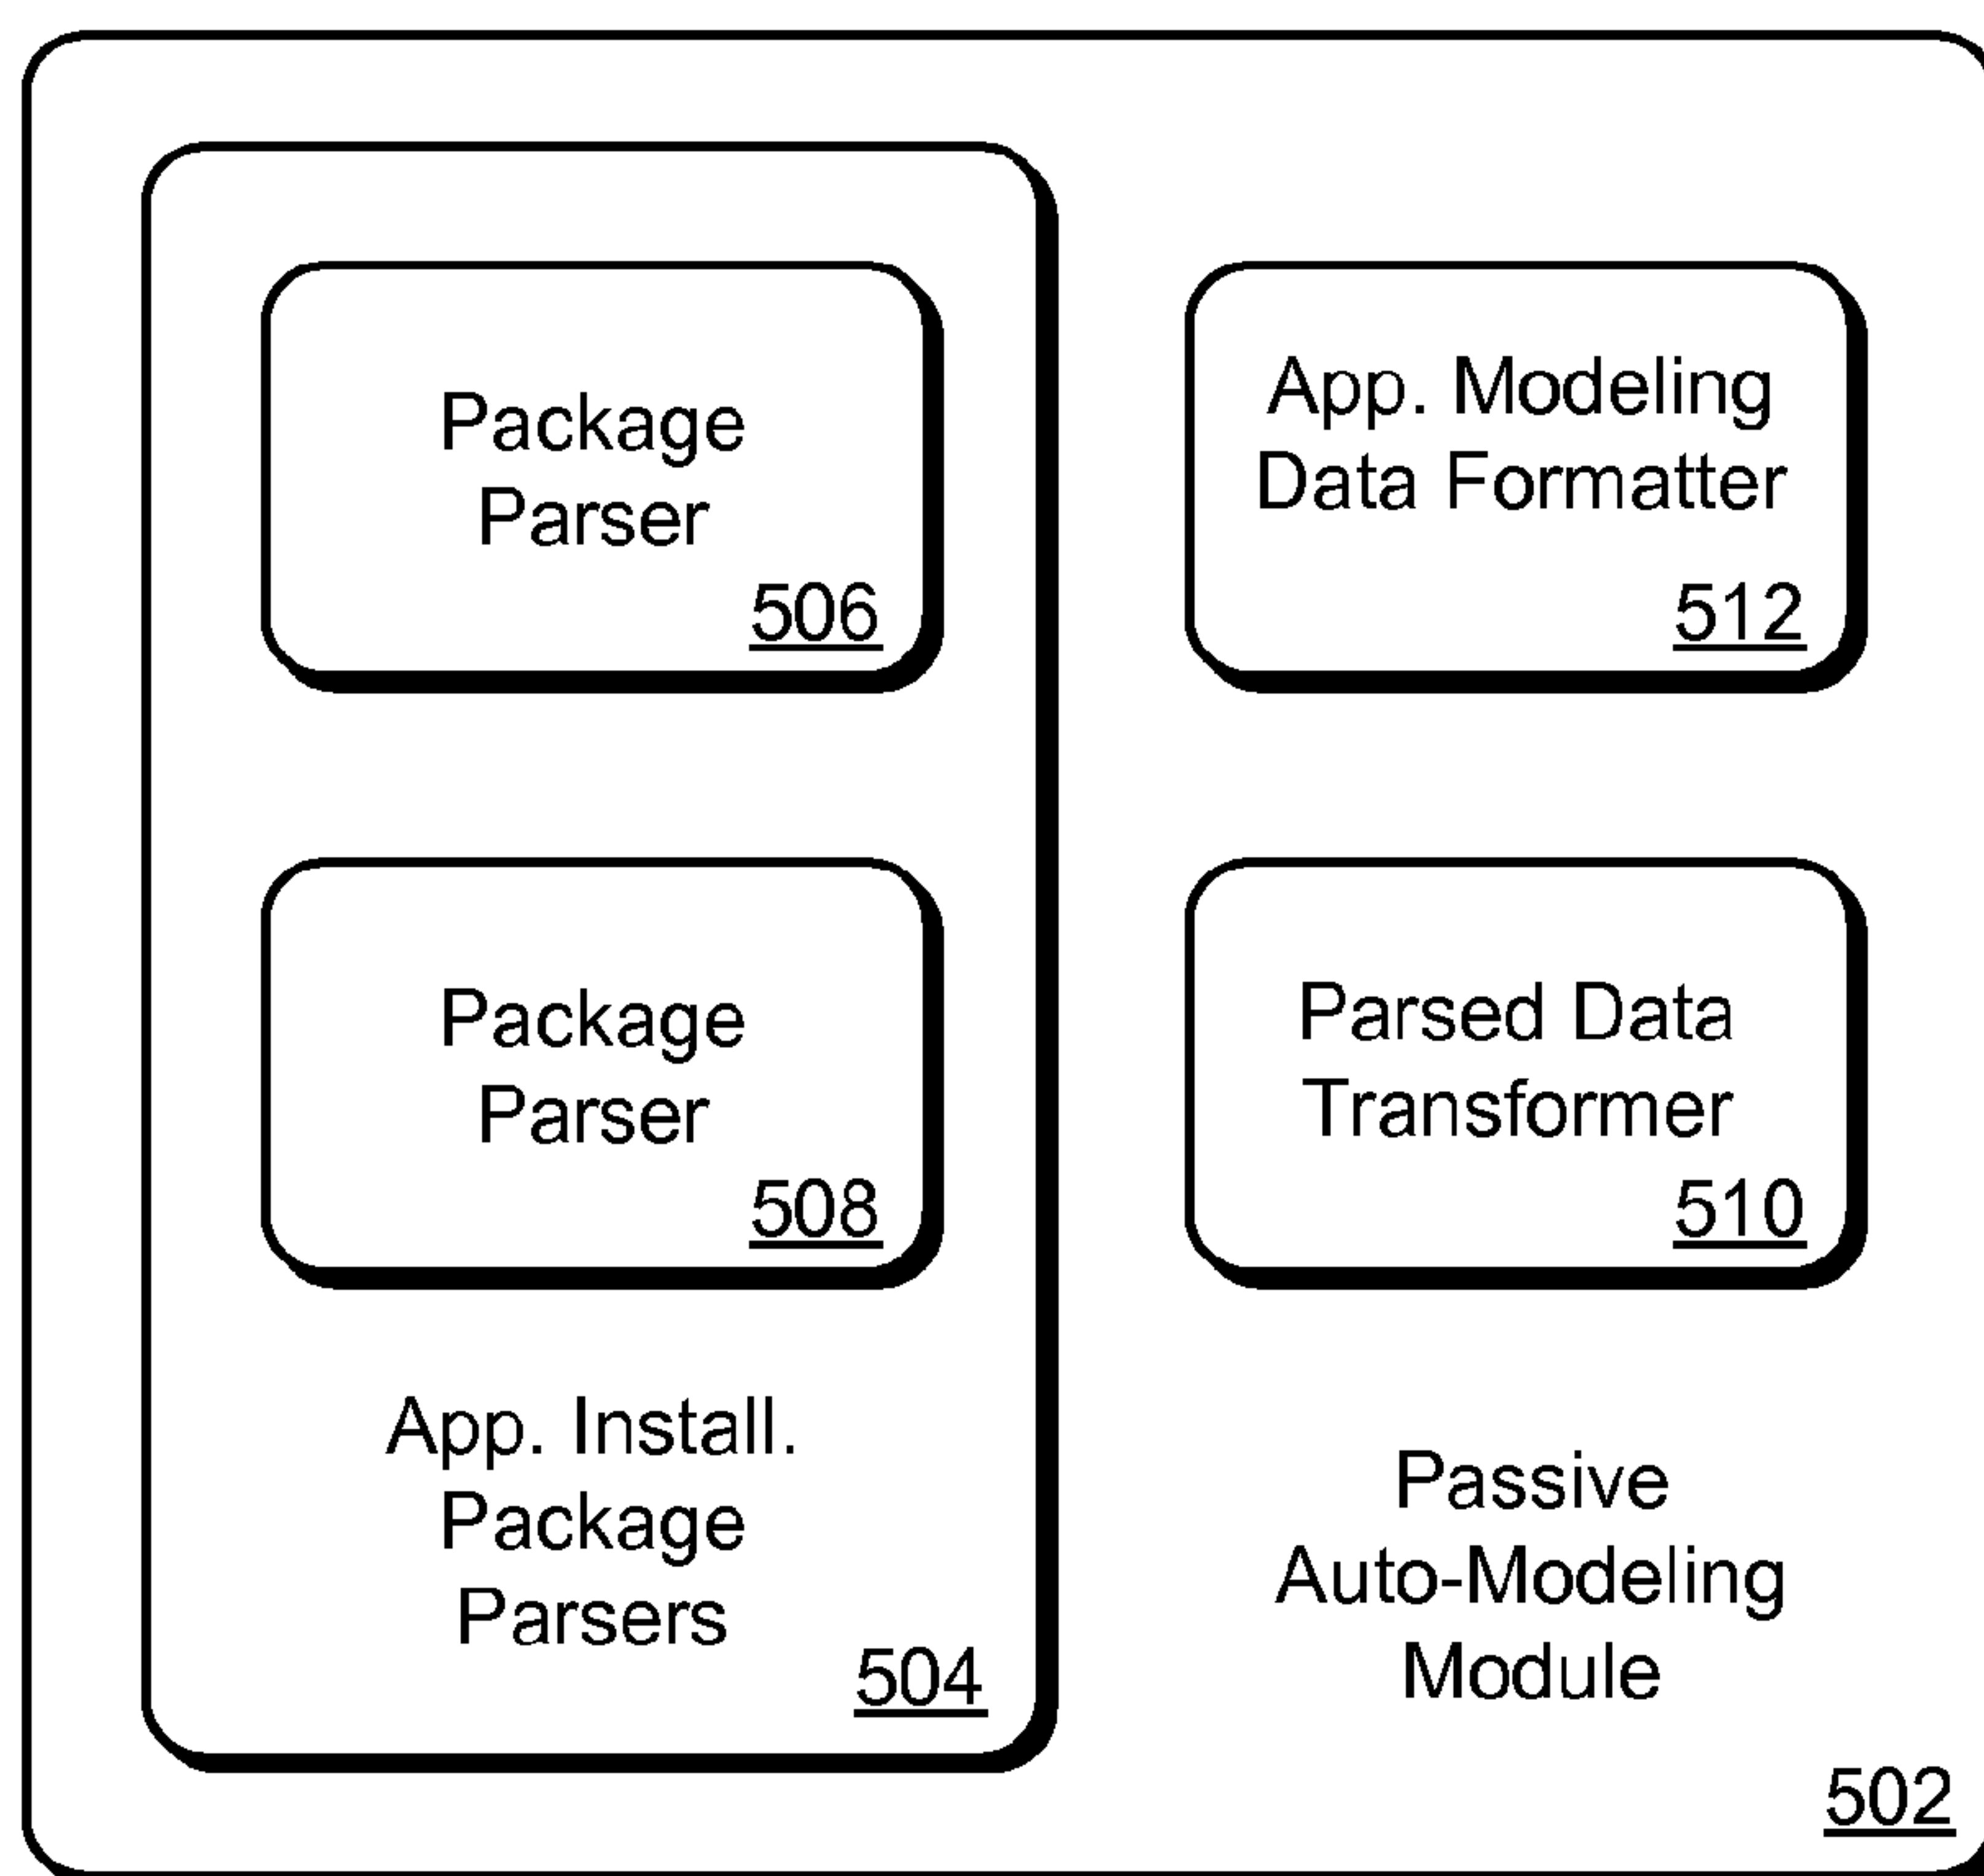 Package
Parser
506
Package
Parser
508
App. Install.
Package
Parsers
504
App. Modeling
Data Formatter
512
Parsed Data
Transformer
510
Passive
Auto-Modeling
Module
502